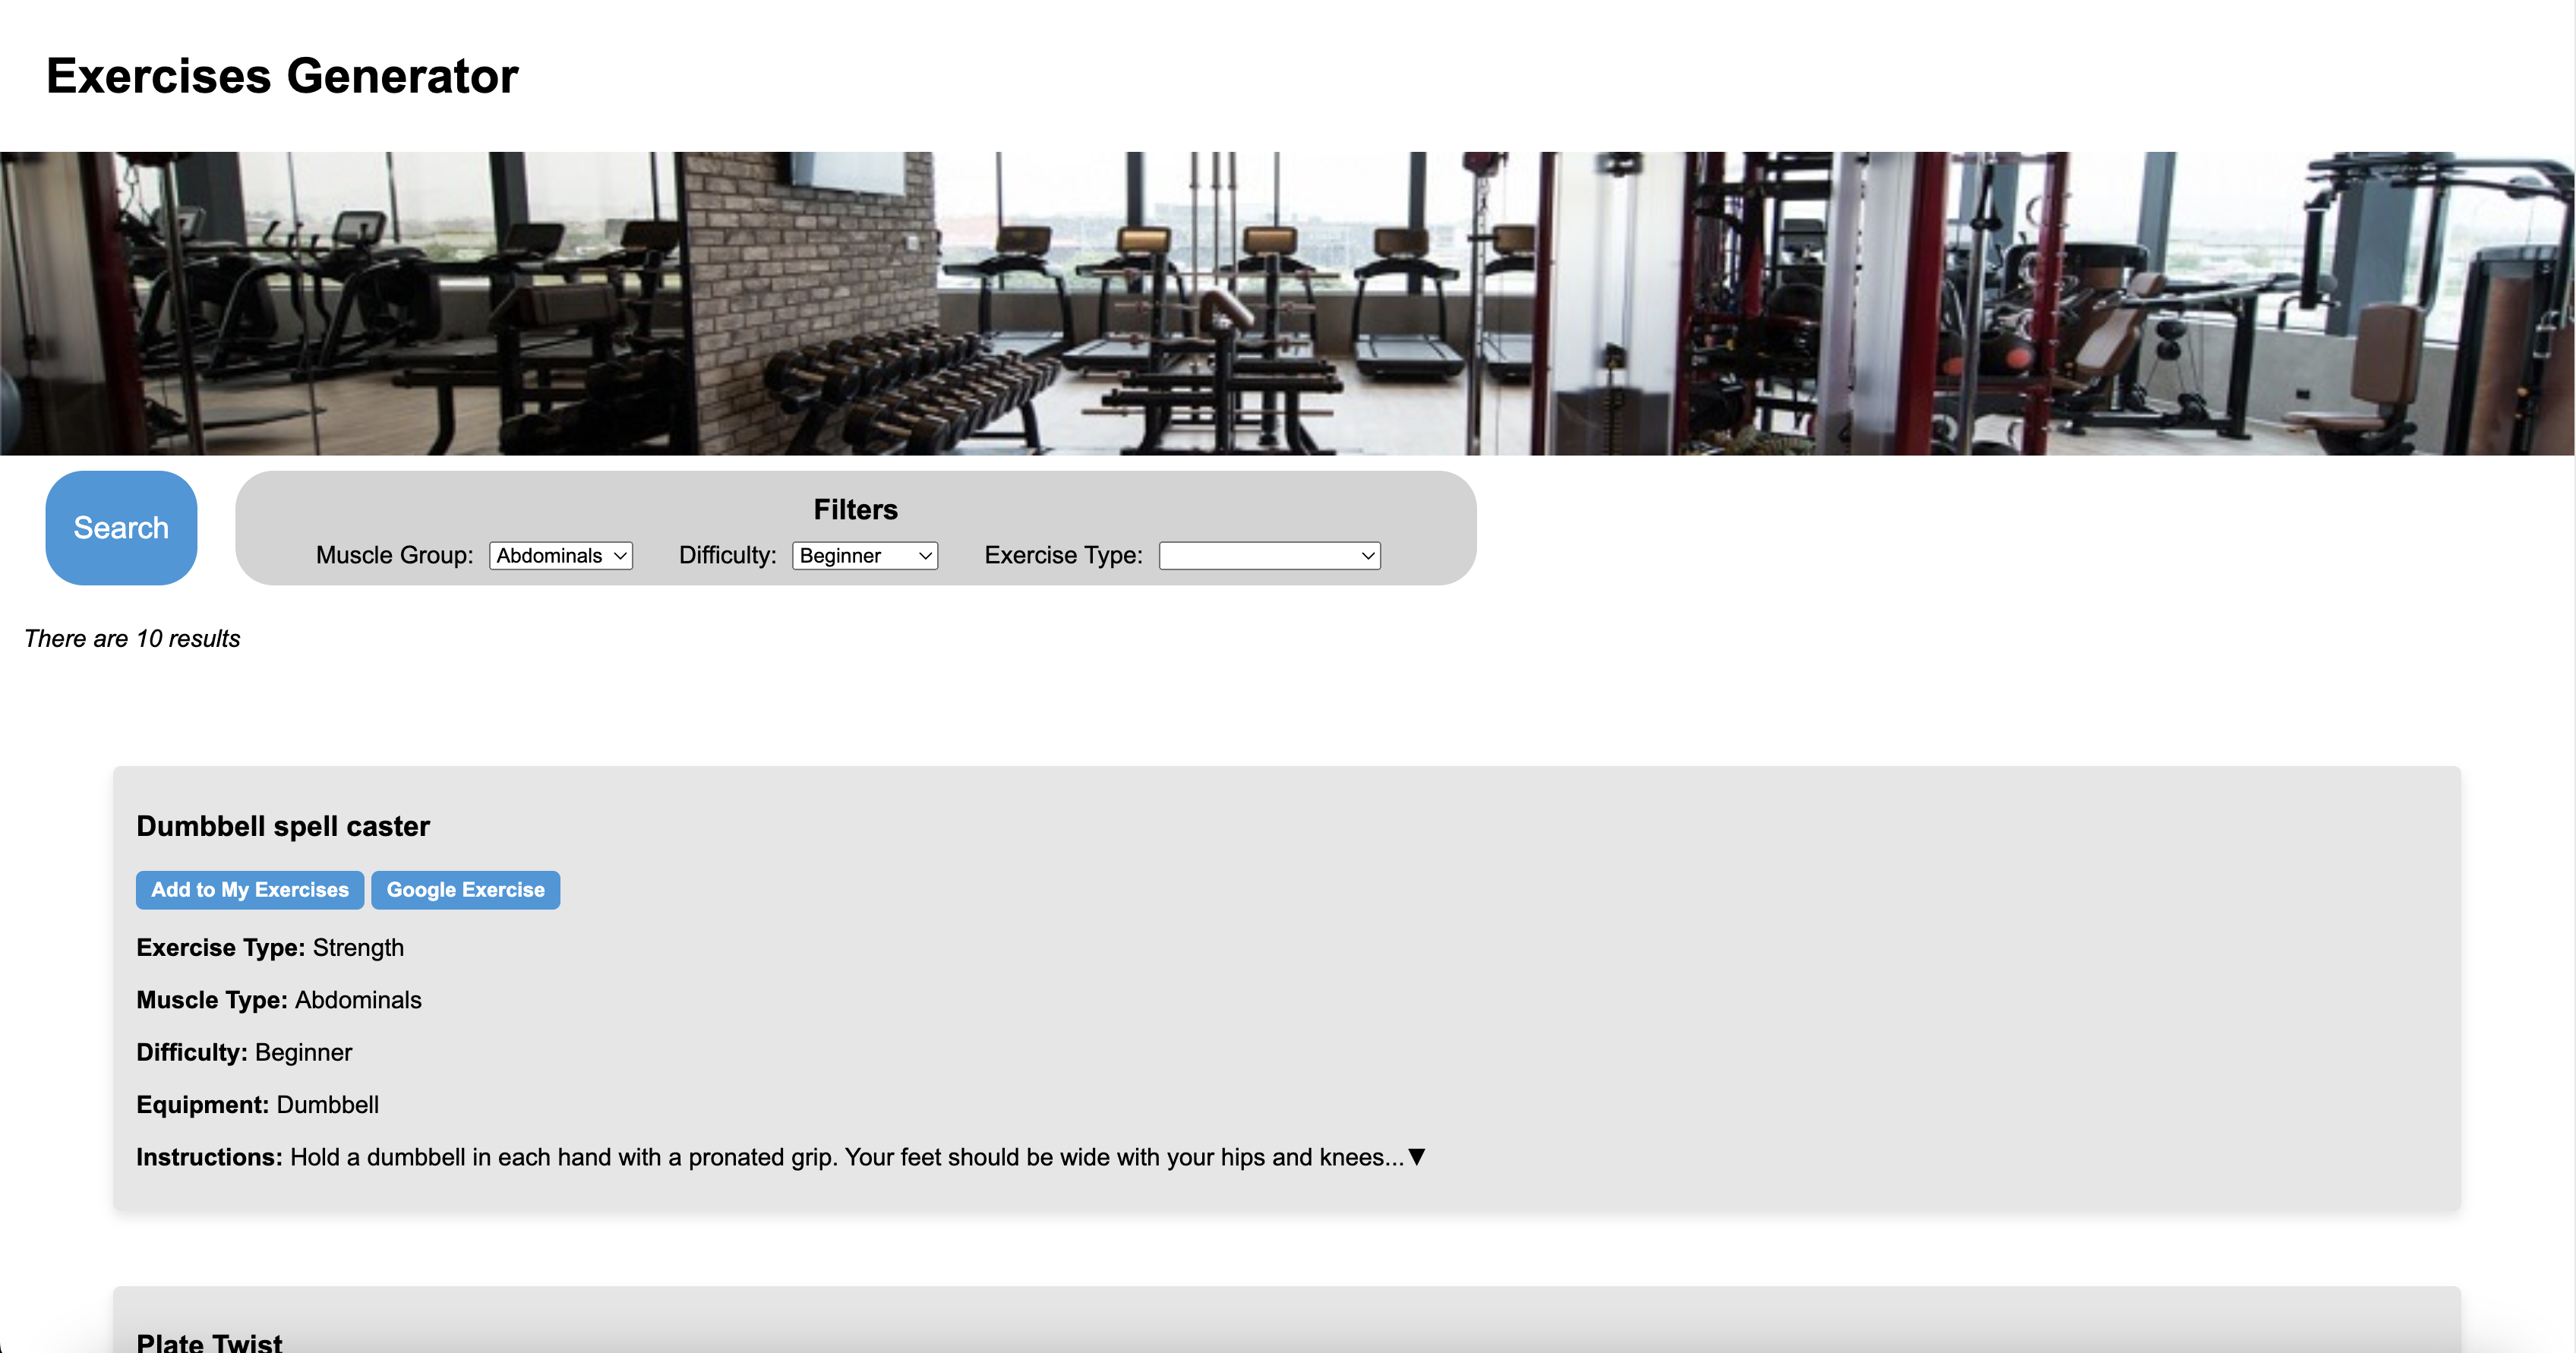 Exercises Generator
Search
Filters
Muscle Group: Abdominals Difficulty: Beginner Exercise Type:
There are 10 results
Dumbbell spell caster
Add to My Exercises Google Exercise
Exercise Type: Strength
Muscle Type: Abdominals
Difficulty: Beginner
Equipment: Dumbbell
Instructions: Hold a dumbbell in each hand with a pronated grip. Your feet should be wide with your hips and knees...▼
Plate Twist